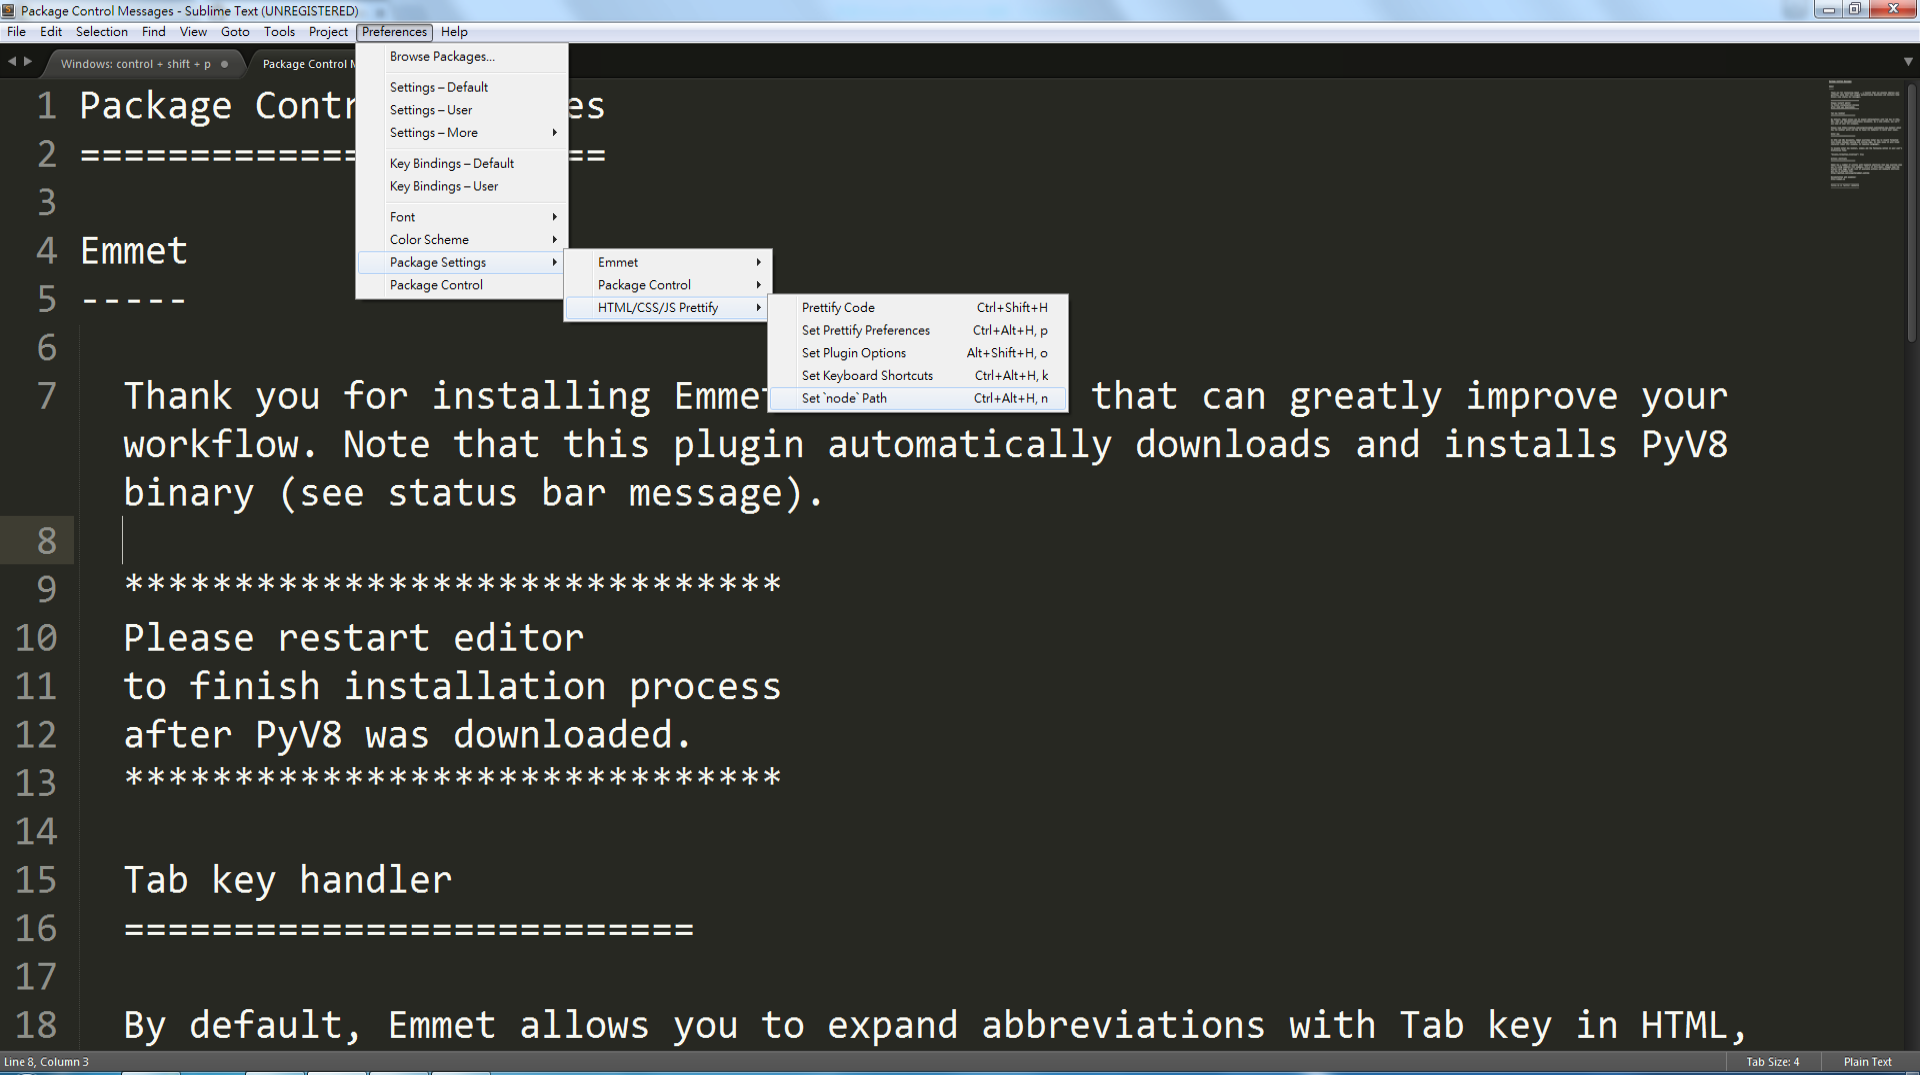 Package Control Messages - Sublime Text (UNREGISTERED)
File Edit Selection Find View Goto Tools Project Preferences Help
Windows: control + shift + p
Package Control
Browse Packages...
Settings – Default
Settings – User
Settings – More
Key Bindings – Default
Key Bindings – User
Font
Color Scheme
Package Settings
Package Control
Emmet
Package Control
HTML/CSS/JS Prettify
Prettify Code Ctrl+Shift+H
Set Prettify Preferences Ctrl+Alt+H, p
Set Plugin Options Alt+Shift+H, o
Set Keyboard Shortcuts Ctrl+Alt+H, k
Set `node` Path Ctrl+Alt+H, n
1 Package Contr es
2 ==========================
3
4 Emmet
5 -----
6
7 Thank you for installing Emmet that can greatly improve your
workflow. Note that this plugin automatically downloads and installs PyV8
binary (see status bar message).
8
9 ******************************
10 Please restart editor
11 to finish installation process
12 after PyV8 was downloaded.
13 ******************************
14
15 Tab key handler
16 ==========================
17
18 By default, Emmet allows you to expand abbreviations with Tab key in HTML,
Line 8, Column 3
Tab Size: 4
Plain Text